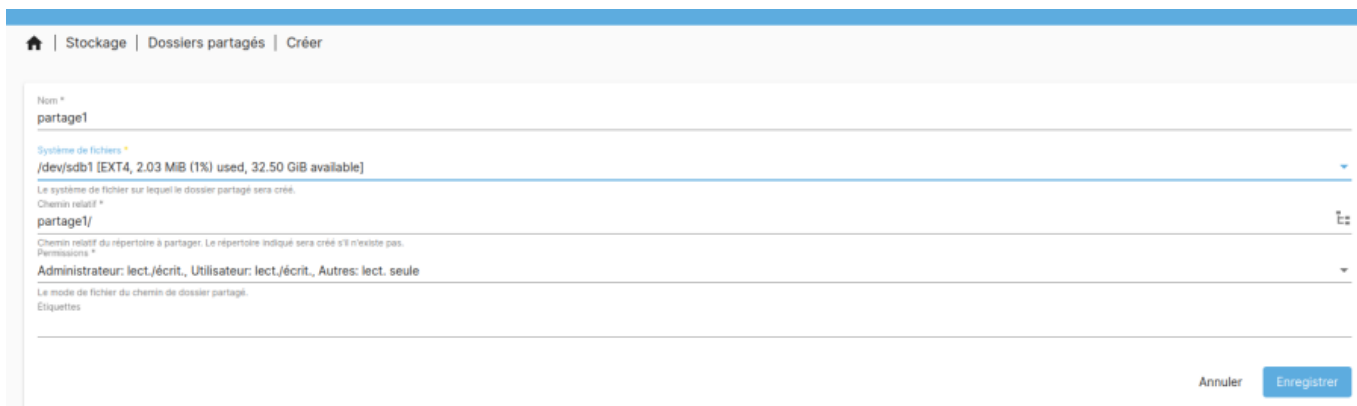 Stockage | Dossiers partagés | Créer
Nom *
partage1
Système de fichiers *
/dev/sdb1 [EXT4, 2.03 MiB (1%) used, 32.50 GiB available]
Le système de fichier sur lequel le dossier partagé sera créé.
Chemin relatif *
partage1/
Chemin relatif du répertoire à partager. Le répertoire indiqué sera créé s'il n'existe pas.
Permissions *
Administrateur: lect./écrit., Utilisateur: lect./écrit., Autres: lect. seule
Le mode de fichier du chemin de dossier partagé.
Étiquettes
Annuler Enregistrer